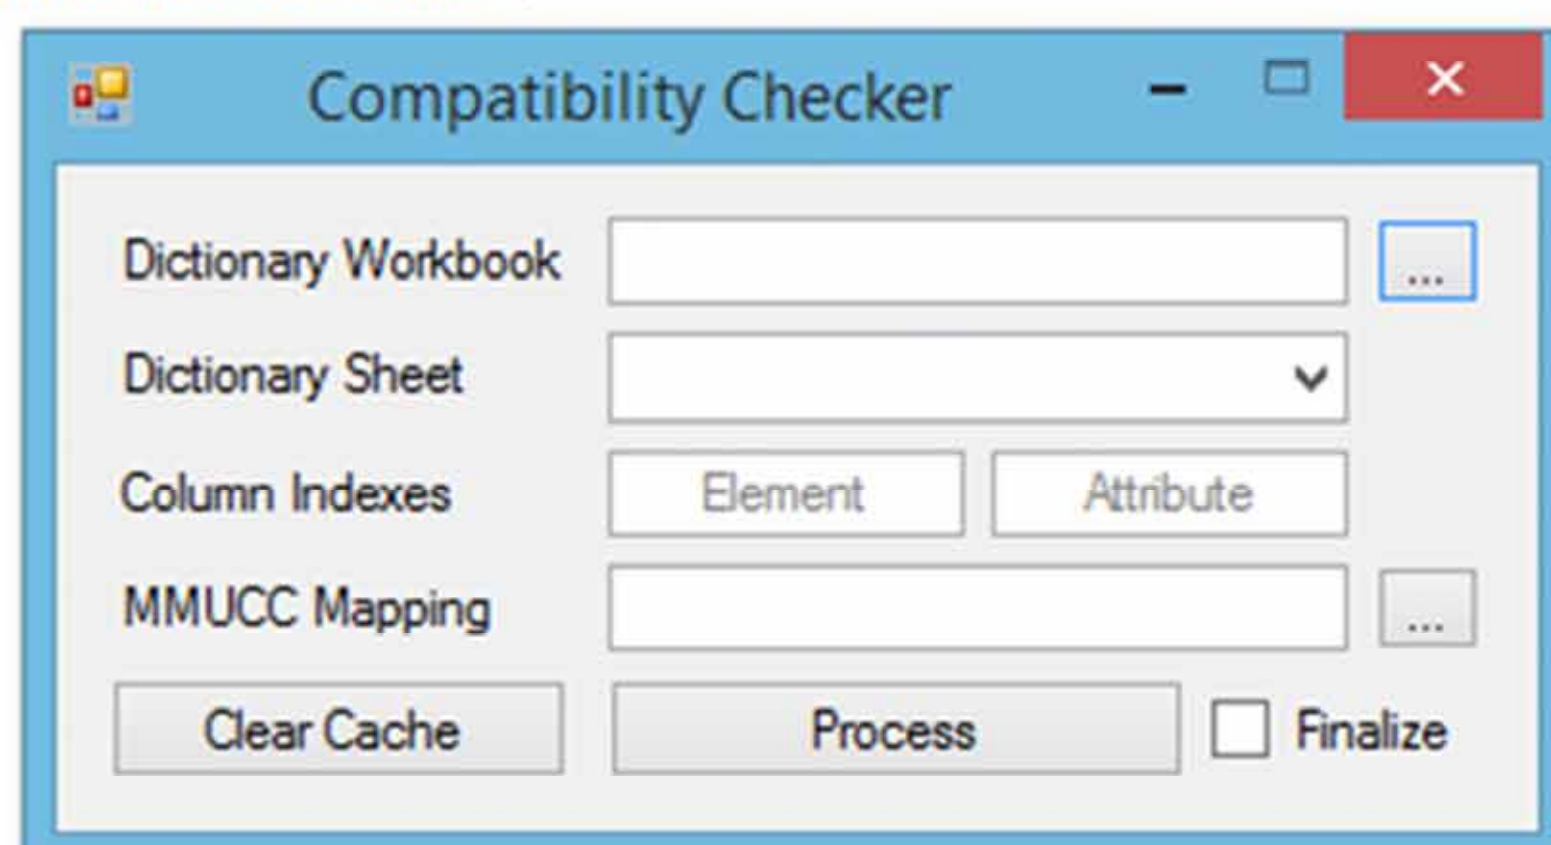 Compatibility Checker
Dictionary Workbook ...
Dictionary Sheet
Column Indexes Element Attribute
MMUCC Mapping ...
Clear Cache Process Finalize